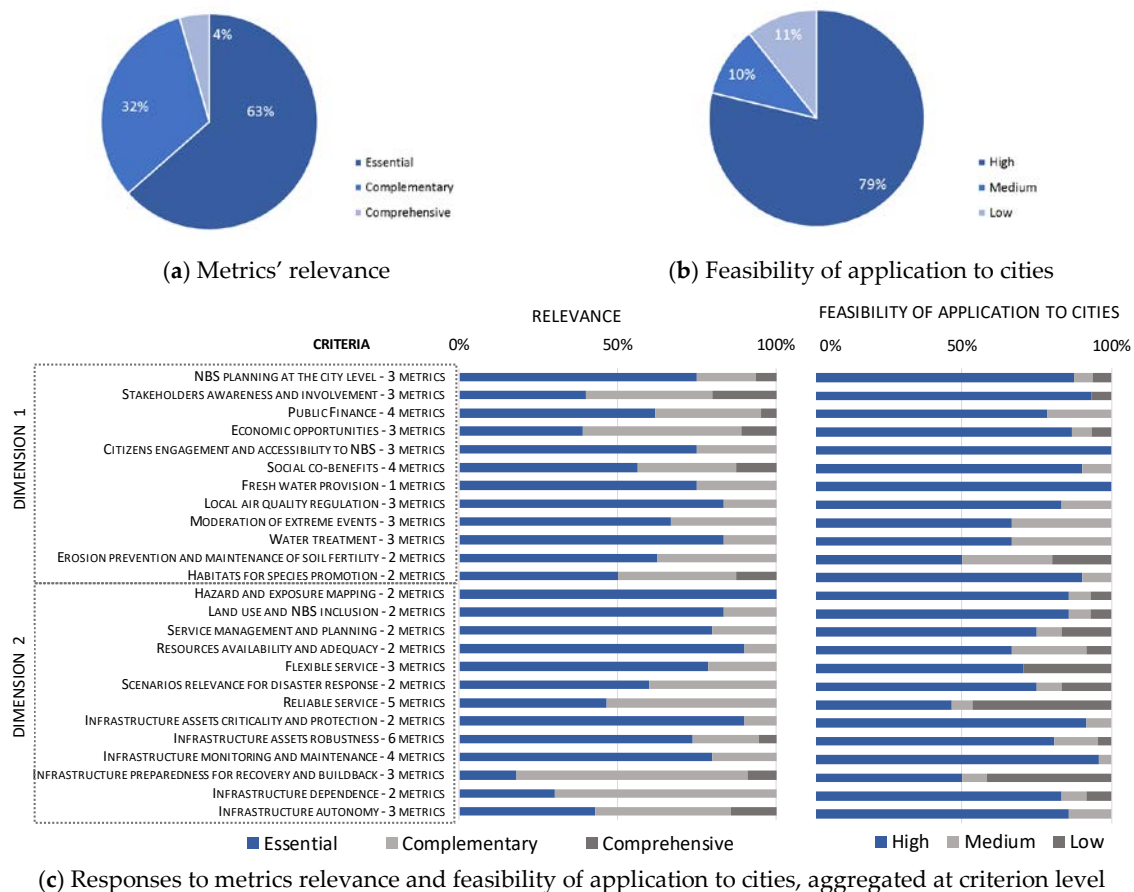 4%
32%
63%
Essential
Complementary
Comprehensive
(a) Metrics' relevance
11%
10%
79%
High
Medium
Low
(b) Feasibility of application to cities
RELEVANCE
FEASIBILITY OF APPLICATION TO CITIES
CRITERIA
0% 50% 100%
0% 50% 100%
DIMENSION 1
NBS PLANNING AT THE CITY LEVEL - 3 METRICS
STAKEHOLDERS AWARENESS AND INVOLVEMENT - 3 METRICS
PUBLIC FINANCE - 4 METRICS
ECONOMIC OPPORTUNITIES - 3 METRICS
CITIZENS ENGAGEMENT AND ACCESSIBILITY TO NBS - 3 METRICS
SOCIAL CO-BENEFITS - 4 METRICS
FRESH WATER PROVISION - 1 METRICS
LOCAL AIR QUALITY REGULATION - 3 METRICS
MODERATION OF EXTREME EVENTS - 3 METRICS
WATER TREATMENT - 3 METRICS
EROSION PREVENTION AND MAINTENANCE OF SOIL FERTILITY - 2 METRICS
HABITATS FOR SPECIES PROMOTION - 2 METRICS
DIMENSION 2
HAZARD AND EXPOSURE MAPPING - 2 METRICS
LAND USE AND NBS INCLUSION - 2 METRICS
SERVICE MANAGEMENT AND PLANNING - 2 METRICS
RESOURCES AVAILABILITY AND ADEQUACY - 2 METRICS
FLEXIBLE SERVICE - 3 METRICS
SCENARIOS RELEVANCE FOR DISASTER RESPONSE - 2 METRICS
RELIABLE SERVICE - 5 METRICS
INFRASTRUCTURE ASSETS CRITICALITY AND PROTECTION - 2 METRICS
INFRASTRUCTURE ASSETS ROBUSTNESS - 6 METRICS
INFRASTRUCTURE MONITORING AND MAINTENANCE - 4 METRICS
INFRASTRUCTURE PREPAREDNESS FOR RECOVERY AND BUILDBACK - 3 METRICS
INFRASTRUCTURE DEPENDENCE - 2 METRICS
INFRASTRUCTURE AUTONOMY - 3 METRICS
Essential Complementary Comprehensive
High Medium Low
(c) Responses to metrics relevance and feasibility of application to cities, aggregated at criterion level